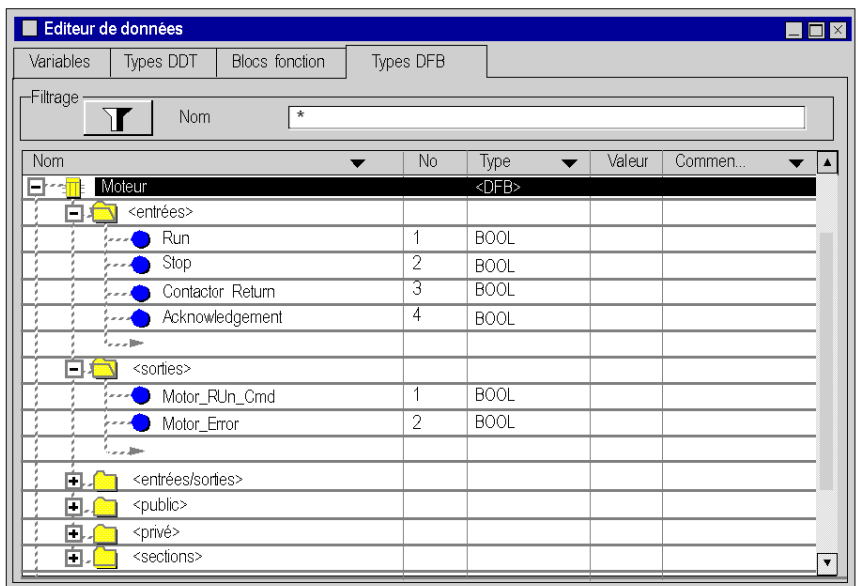 Editeur de données
Variables Types DDT Blocs fonction Types DFB
Filtrage
Nom *
Nom No Type Valeur Commen...
Moteur <DFB>
<entrées>
Run 1 BOOL
Stop 2 BOOL
Contactor Return 3 BOOL
Acknowledgement 4 BOOL
<sorties>
Motor_RUn_Cmd 1 BOOL
Motor_Error 2 BOOL
<entrées/sorties>
<public>
<privé>
<sections>